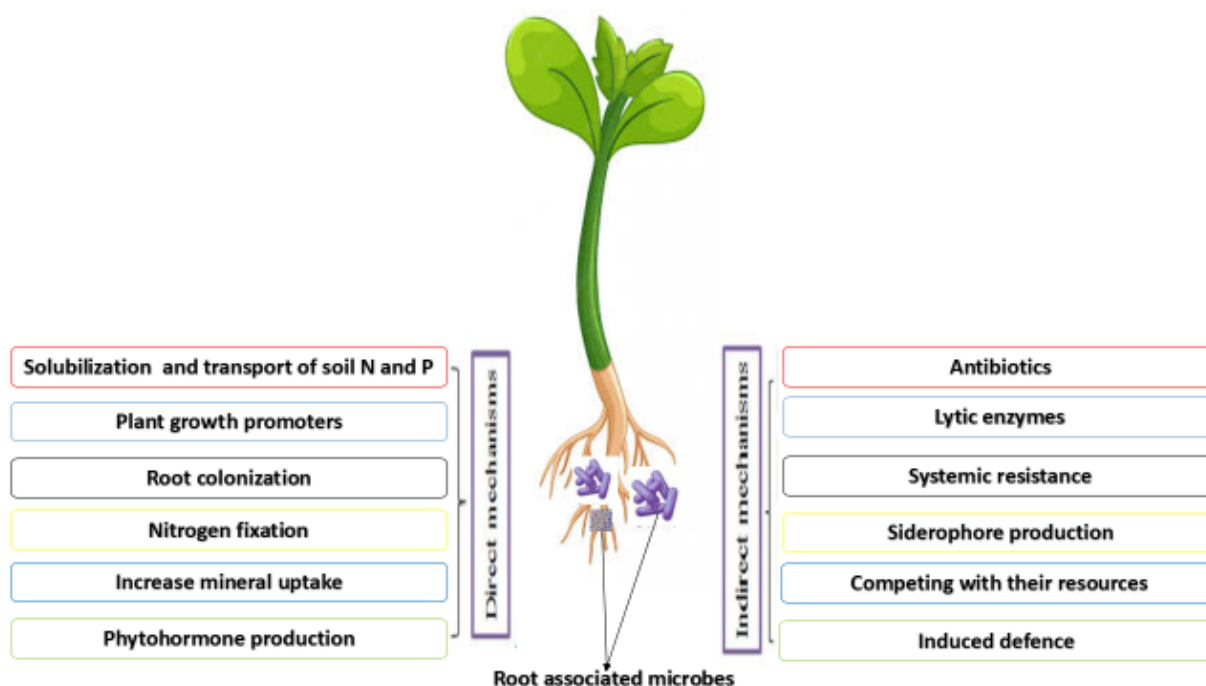 Solubilization and transport of soil N and P
Plant growth promoters
Root colonization
Nitrogen fixation
Increase mineral uptake
Phytohormone production
Direct mechanisms
Indirect mechanisms
Antibiotics
Lytic enzymes
Systemic resistance
Siderophore production
Competing with their resources
Induced defence
Root associated microbes